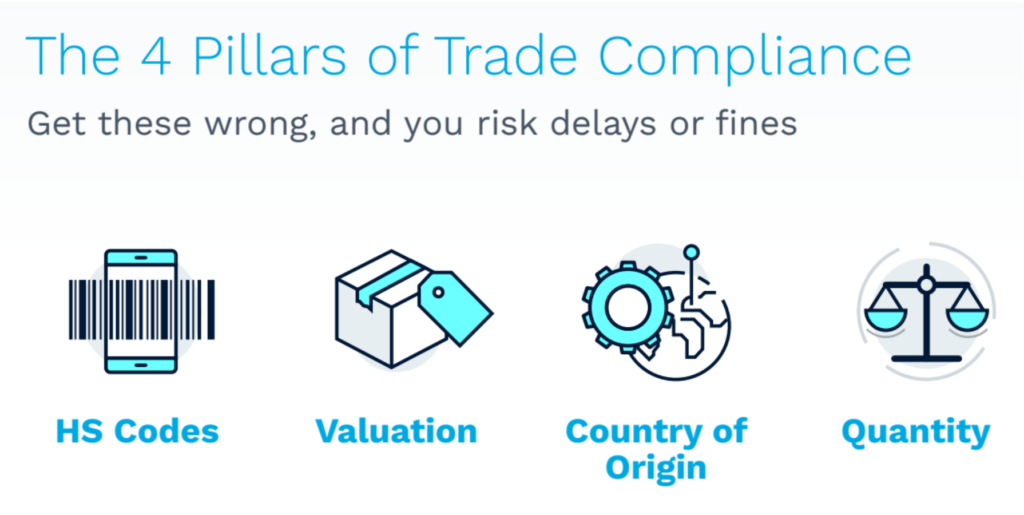 The 4 Pillars of Trade Compliance
Get these wrong, and you risk delays or fines
HS Codes
Valuation
Country of
Origin
Quantity